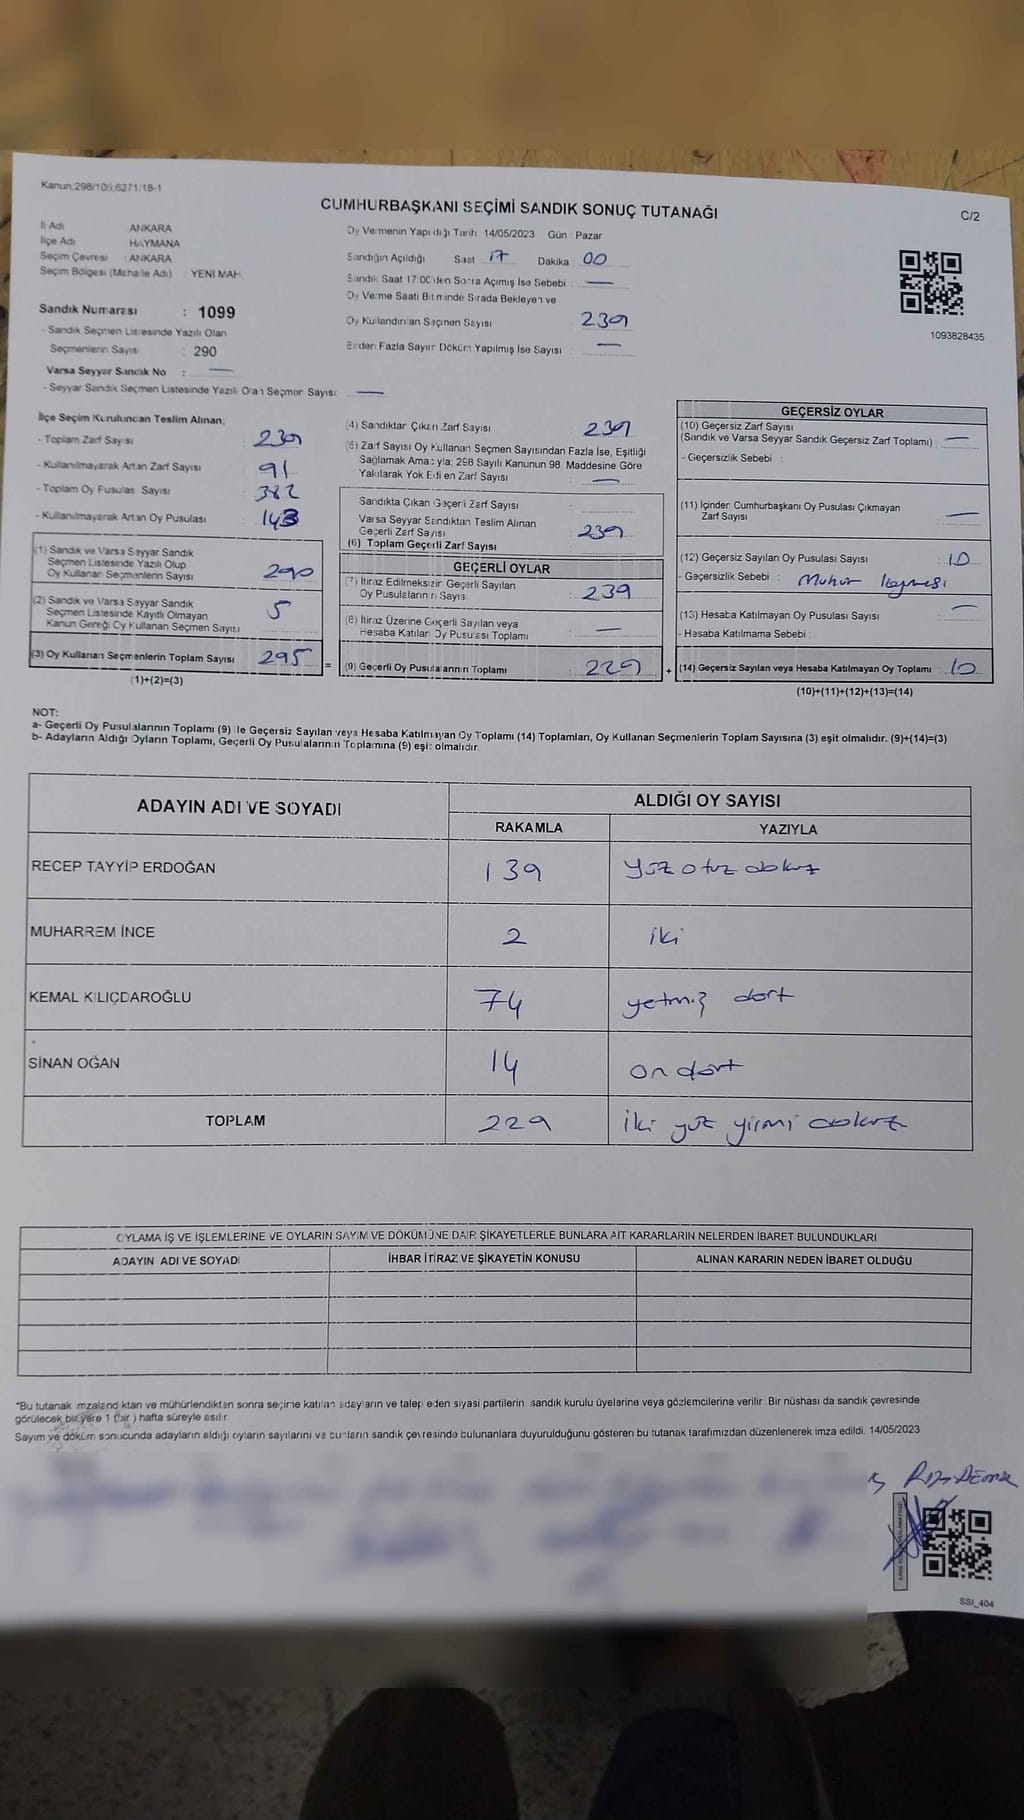 Kanun,298/105,6271/18-1
C/2
CUMHURBAŞKANI SEÇİMİ SANDIK SONUÇ TUTANAĞI
İl Adı ANKARA
İlçe Adı HAYMANA
Seçim Çevresi : ANKARA
Seçim Bölgesi (Mahalle Adı) : YENİ MAH
Sandık Numarası : 1099
- Sandık Seçmen Listesinde Yazılı Olan
Seçmenlerin Sayısı : 290
Varsa Seyyar Sandık No : —
- Seyyar Sandık Seçmen Listesinde Yazılı Olan Seçmen Sayısı : —
Oy Vermenin Yapıldığı Tarih 14/05/2023 Gün : Pazar
Sandığın Açıldığı Saat : 17 Dakika : 00
Sandık Saat 17:00'den Sonra Açılmış İse Sebebi : —
Oy Verme Saati Bitiminde Sırada Bekleyen ve
Oy Kullandırılan Seçmen Sayısı : 239
Birden Fazla Sayım Döküm Yapılmış İse Sayısı : —
1093828435
İlçe Seçim Kurulundan Teslim Alınan;
- Toplam Zarf Sayısı : 239
- Kullanılmayarak Artan Zarf Sayısı : 91
- Toplam Oy Pusulası Sayısı : 382
- Kullanılmayarak Artan Oy Pusulası : 143
(1) Sandık ve Varsa Seyyar Sandık
Seçmen Listesinde Yazılı Olup
Oy Kullanan Seçmenlerin Sayısı : 290
(2) Sandık ve Varsa Seyyar Sandık
Seçmen Listesinde Kayıtlı Olmayan
Kanun Gereği Oy Kullanan Seçmen Sayısı : 5
(3) Oy Kullanan Seçmenlerin Toplam Sayısı : 295 =
(1)+(2)=(3)
(4) Sandıktan Çıkan Zarf Sayısı : 239
(5) Zarf Sayısı Oy Kullanan Seçmen Sayısından Fazla İse, Eşitliği
Sağlamak Amacıyla; 298 Sayılı Kanunun 98. Maddesine Göre
Yakılarak Yok Edilen Zarf Sayısı : —
Sandıkta Çıkan Geçerli Zarf Sayısı :
Varsa Seyyar Sandıktan Teslim Alınan
Geçerli Zarf Sayısı : 239
(6) Toplam Geçerli Zarf Sayısı
GEÇERLİ OYLAR
(7) İtiraz Edilmeksizin Geçerli Sayılan
Oy Pusulalarının Sayısı : 239
(8) İtiraz Üzerine Geçerli Sayılan veya
Hesaba Katılan Oy Pusulası Toplamı : —
(9) Geçerli Oy Pusulalarının Toplamı : 229 +
GEÇERSİZ OYLAR
(10) Geçersiz Zarf Sayısı
(Sandık ve Varsa Seyyar Sandık Geçersiz Zarf Toplamı) : —
- Geçersizlik Sebebi :
(11) İçinden Cumhurbaşkanı Oy Pusulası Çıkmayan
Zarf Sayısı : —
(12) Geçersiz Sayılan Oy Pusulası Sayısı : 10
- Geçersizlik Sebebi : Muhur
(13) Hesaba Katılmayan Oy Pusulası Sayısı : —
- Hesaba Katılmama Sebebi :
(14) Geçersiz Sayılan veya Hesaba Katılmayan Oy Toplamı : 10
(10)+(11)+(12)+(13)=(14)
NOT:
a- Geçerli Oy Pusulalarının Toplamı (9) ile Geçersiz Sayılan veya Hesaba Katılmayan Oy Toplamı (14) Toplamları, Oy Kullanan Seçmenlerin Toplam Sayısına (3) eşit olmalıdır. (9)+(14)=(3)
b- Adayların Aldığı Oyların Toplamı, Geçerli Oy Pusulalarının Toplamına (9) eşit olmalıdır
ADAYIN ADI VE SOYADI ALDIĞI OY SAYISI
RAKAMLA YAZIYLA
RECEP TAYYİP ERDOĞAN 139 yüz otuz dokuz
MUHARREM İNCE 2 iki
KEMAL KILIÇDAROĞLU 74 yetmiş dört
SİNAN OĞAN 14 on dört
TOPLAM 229 iki yüz yirmi dokuz
OYLAMA İŞ VE İŞLEMLERİNE VE OYLARIN SAYIM VE DÖKÜMÜNE DAİR ŞİKAYETLERLE BUNLARA AİT KARARLARIN NELERDEN İBARET BULUNDUKLARI
ADAYIN ADI VE SOYADI İHBAR İTİRAZ VE ŞİKAYETİN KONUSU ALINAN KARARIN NEDEN İBARET OLDUĞU
*Bu tutanak imzalandıktan ve mühürlendikten sonra seçime katılan adayların ve talep eden siyasi partilerin sandık kurulu üyelerine veya gözlemcilerine verilir. Bir nüshası da sandık çevresinde
görülecek bir yere 1 (bir) hafta süreyle asılır.
Sayım ve döküm sonucunda adayların aldığı oyların sayılarını ve bunların sandık çevresinde bulunanlara duyurulduğunu gösteren bu tutanak tarafımızdan düzenlenerek imza edildi. 14/05/2023
SSI_404